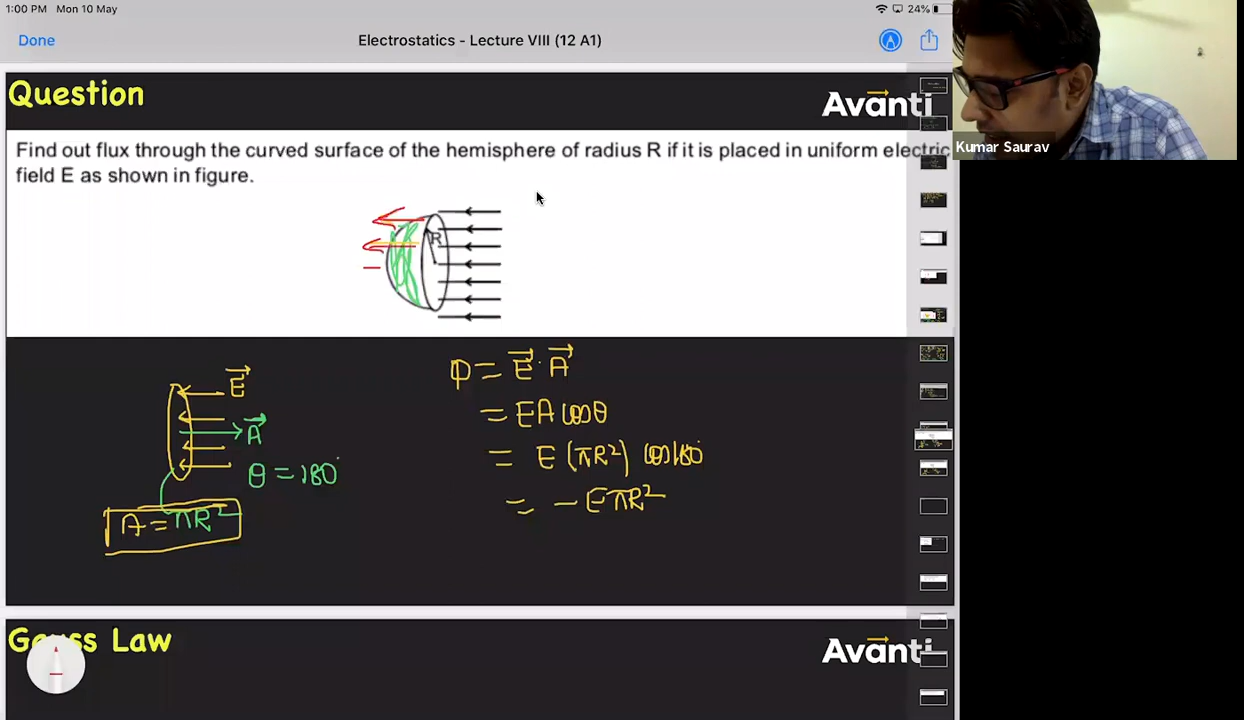 1:00 PM Mon 10 May
24%
Done
Electrostatics - Lecture VIII (12 A1)
Question
Avanti
Kumar Saurav
Find out flux through the curved surface of the hemisphere of radius R if it is placed in uniform electric
field E as shown in figure.
R
E⃗
A⃗
θ = 180
A = πR²
Φ = E⃗ · A⃗
= EA cosθ
= E (πR²) cos180
= - EπR²
Gauss Law
Avanti